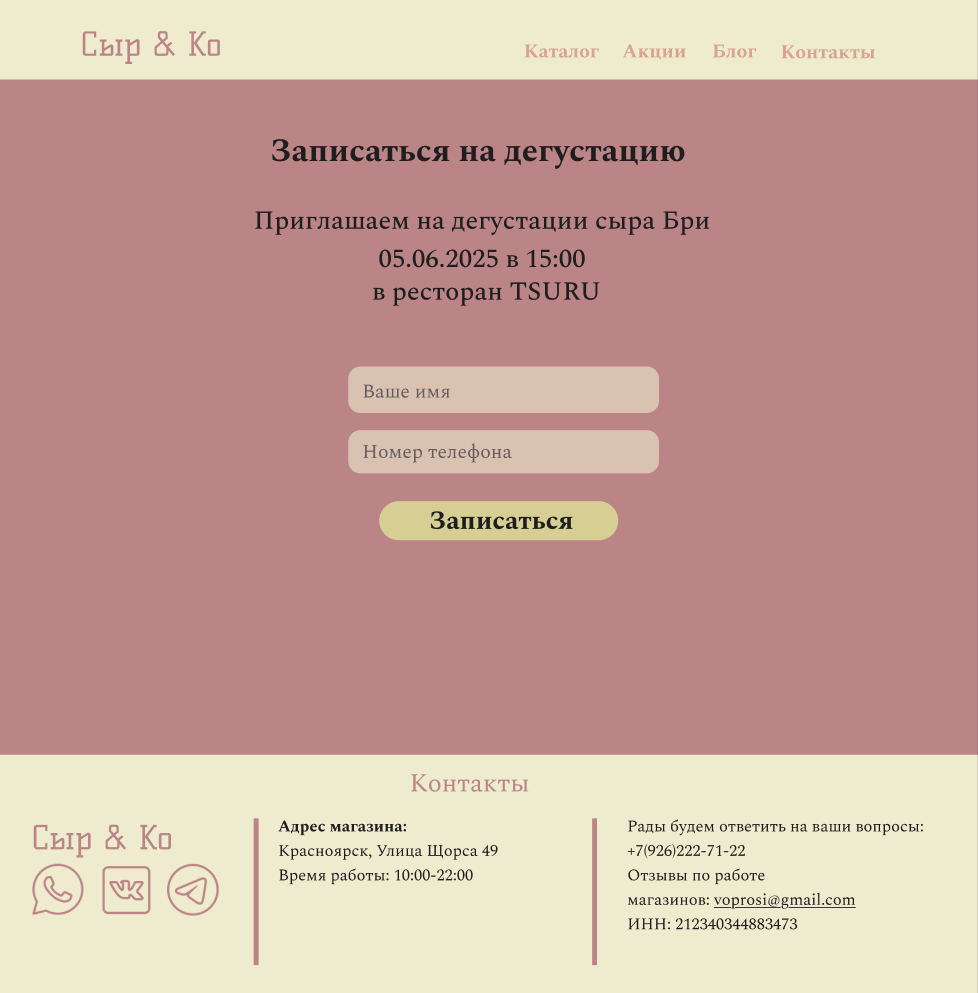 Сыр & Ко
Каталог Акции Блог Контакты
Записаться на дегустацию
Приглашаем на дегустации сыра Бри
05.06.2025 в 15:00
в ресторан TSURU
Ваше имя
Номер телефона
Записаться
Контакты
Сыр & Ко
Адрес магазина:
Красноярск, Улица Щорса 49
Время работы: 10:00-22:00
Рады будем ответить на ваши вопросы:
+7(926)222-71-22
Отзывы по работе
магазинов: voprosi@gmail.com
ИНН: 212340344883473